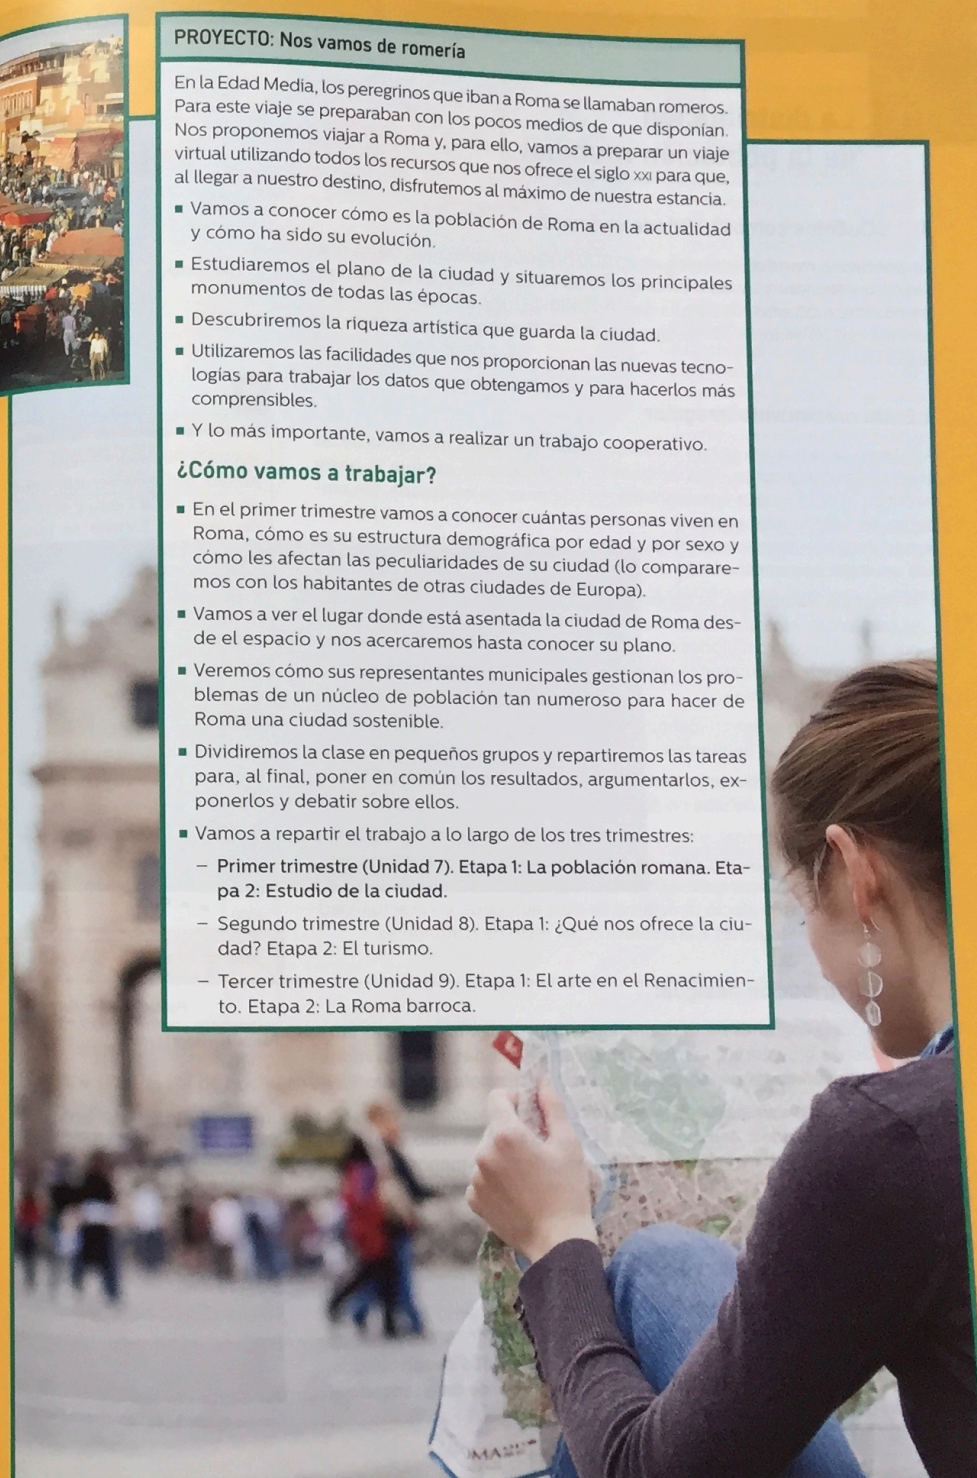 PROYECTO: Nos vamos de romería
En la Edad Media, los peregrinos que iban a Roma se llamaban romeros.
Para este viaje se preparaban con los pocos medios de que disponían.
Nos proponemos viajar a Roma y, para ello, vamos a preparar un viaje
virtual utilizando todos los recursos que nos ofrece el siglo XXI para que,
al llegar a nuestro destino, disfrutemos al máximo de nuestra estancia.
▪ Vamos a conocer cómo es la población de Roma en la actualidad
y cómo ha sido su evolución.
▪ Estudiaremos el plano de la ciudad y situaremos los principales
monumentos de todas las épocas.
▪ Descubriremos la riqueza artística que guarda la ciudad.
▪ Utilizaremos las facilidades que nos proporcionan las nuevas tecno-
logías para trabajar los datos que obtengamos y para hacerlos más
comprensibles.
▪ Y lo más importante, vamos a realizar un trabajo cooperativo.
¿Cómo vamos a trabajar?
▪ En el primer trimestre vamos a conocer cuántas personas viven en
Roma, cómo es su estructura demográfica por edad y por sexo y
cómo les afectan las peculiaridades de su ciudad (lo comparare-
mos con los habitantes de otras ciudades de Europa).
▪ Vamos a ver el lugar donde está asentada la ciudad de Roma des-
de el espacio y nos acercaremos hasta conocer su plano.
▪ Veremos cómo sus representantes municipales gestionan los pro-
blemas de un núcleo de población tan numeroso para hacer de
Roma una ciudad sostenible.
▪ Dividiremos la clase en pequeños grupos y repartiremos las tareas
para, al final, poner en común los resultados, argumentarlos, ex-
ponerlos y debatir sobre ellos.
▪ Vamos a repartir el trabajo a lo largo de los tres trimestres:
– Primer trimestre (Unidad 7). Etapa 1: La población romana. Eta-
pa 2: Estudio de la ciudad.
– Segundo trimestre (Unidad 8). Etapa 1: ¿Qué nos ofrece la ciu-
dad? Etapa 2: El turismo.
– Tercer trimestre (Unidad 9). Etapa 1: El arte en el Renacimien-
to. Etapa 2: La Roma barroca.